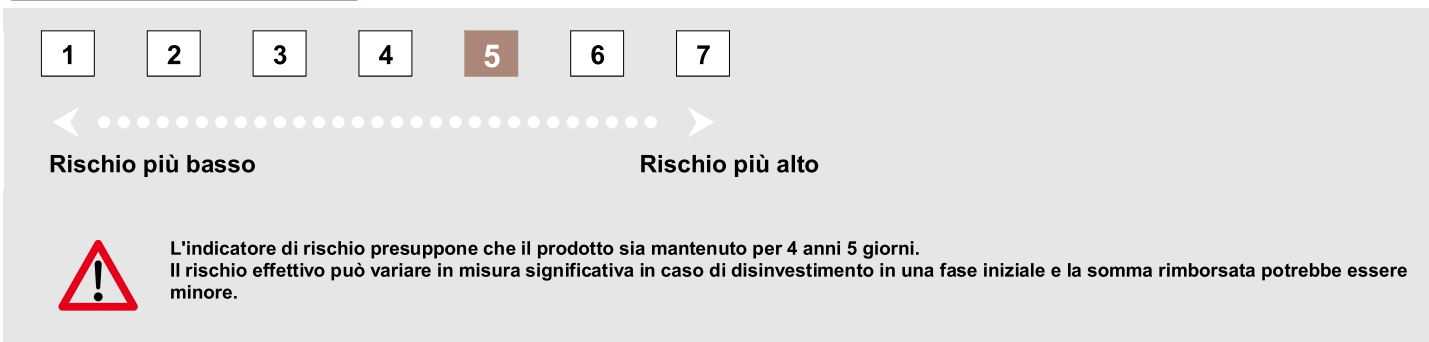 1 2 3 4 5 6 7
Rischio più basso Rischio più alto
L'indicatore di rischio presuppone che il prodotto sia mantenuto per 4 anni 5 giorni.
Il rischio effettivo può variare in misura significativa in caso di disinvestimento in una fase iniziale e la somma rimborsata potrebbe essere
minore.